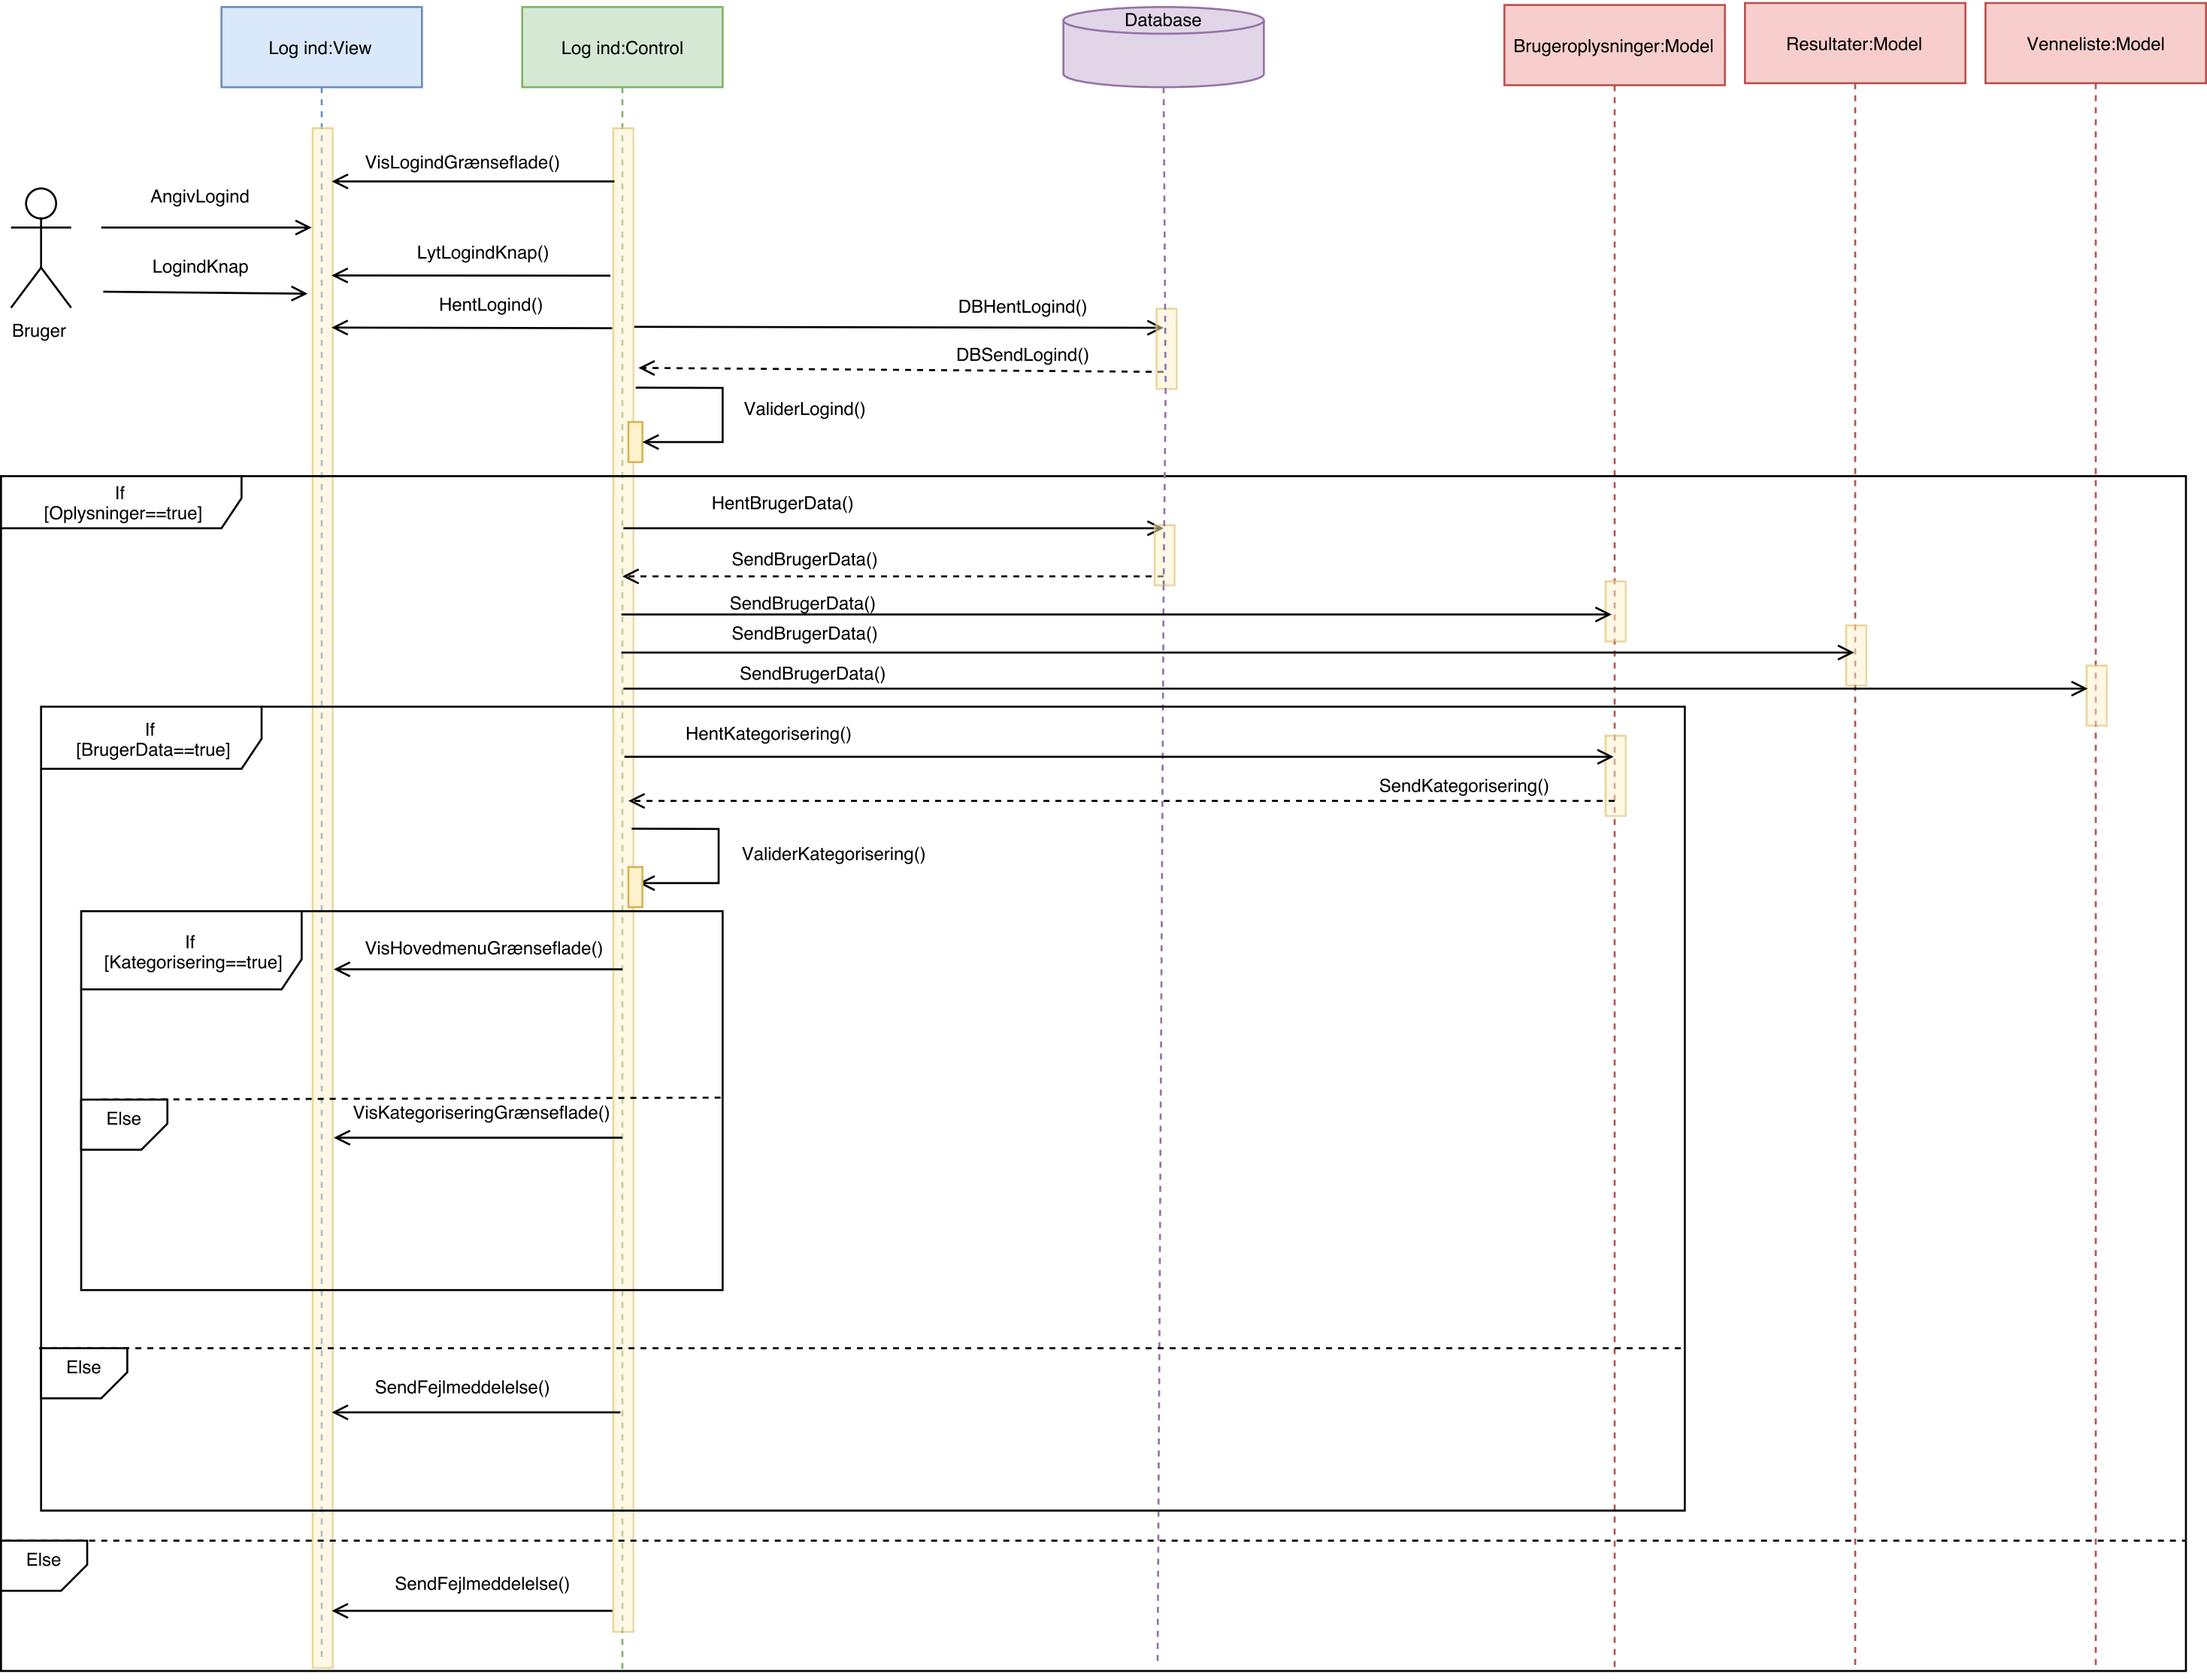 Log ind:View
Log ind:Control
Database
Brugeroplysninger:Model
Resultater:Model
Venneliste:Model
VisLogindGrænseflade()
AngivLogind
LytLogindKnap()
LogindKnap
HentLogind()
DBHentLogind()
Bruger
DBSendLogind()
ValiderLogind()
If
[Oplysninger==true]
HentBrugerData()
SendBrugerData()
SendBrugerData()
SendBrugerData()
SendBrugerData()
If
[BrugerData==true]
HentKategorisering()
SendKategorisering()
ValiderKategorisering()
If
[Kategorisering==true]
VisHovedmenuGrænseflade()
Else
VisKategoriseringGrænseflade()
Else
SendFejlmeddelelse()
Else
SendFejlmeddelelse()